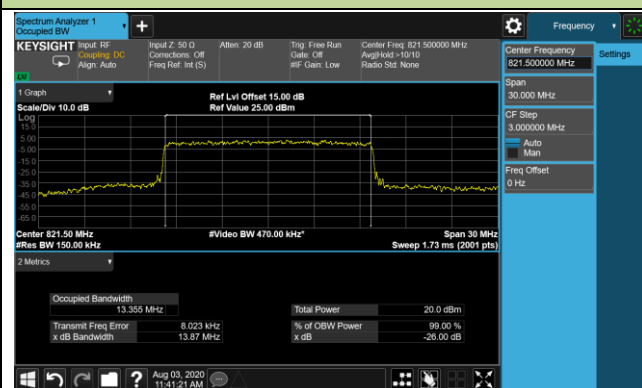 Spectrum Analyzer 1
Occupied BW
Frequency
KEYSIGHT
Input: RF
Coupling: DC
Align: Auto
Input Z: 50 Ω
Corrections: Off
Freq Ref: Int (S)
Atten: 20 dB
Trig: Free Run
Gate: Off
#IF Gain: Low
Center Freq: 821.500000 MHz
Avg|Hold:>10/10
Radio Std: None
LXI
Center Frequency
821.500000 MHz
Settings
Span
30.000 MHz
CF Step
3.000000 MHz
Auto
Man
Freq Offset
0 Hz
1 Graph
Scale/Div 10.0 dB
Ref Lvl Offset 15.00 dB
Ref Value 25.00 dBm
Log
15.0
5.00
-5.00
-15.0
-25.0
-35.0
-45.0
-55.0
-65.0
Center 821.50 MHz
#Video BW 470.00 kHz*
Span 30 MHz
#Res BW 150.00 kHz
Sweep 1.73 ms (2001 pts)
2 Metrics
Occupied Bandwidth
13.355 MHz
Total Power 20.0 dBm
Transmit Freq Error 8.023 kHz
% of OBW Power 99.00 %
x dB Bandwidth 13.87 MHz
x dB -26.00 dB
Aug 03, 2020
11:41:21 AM